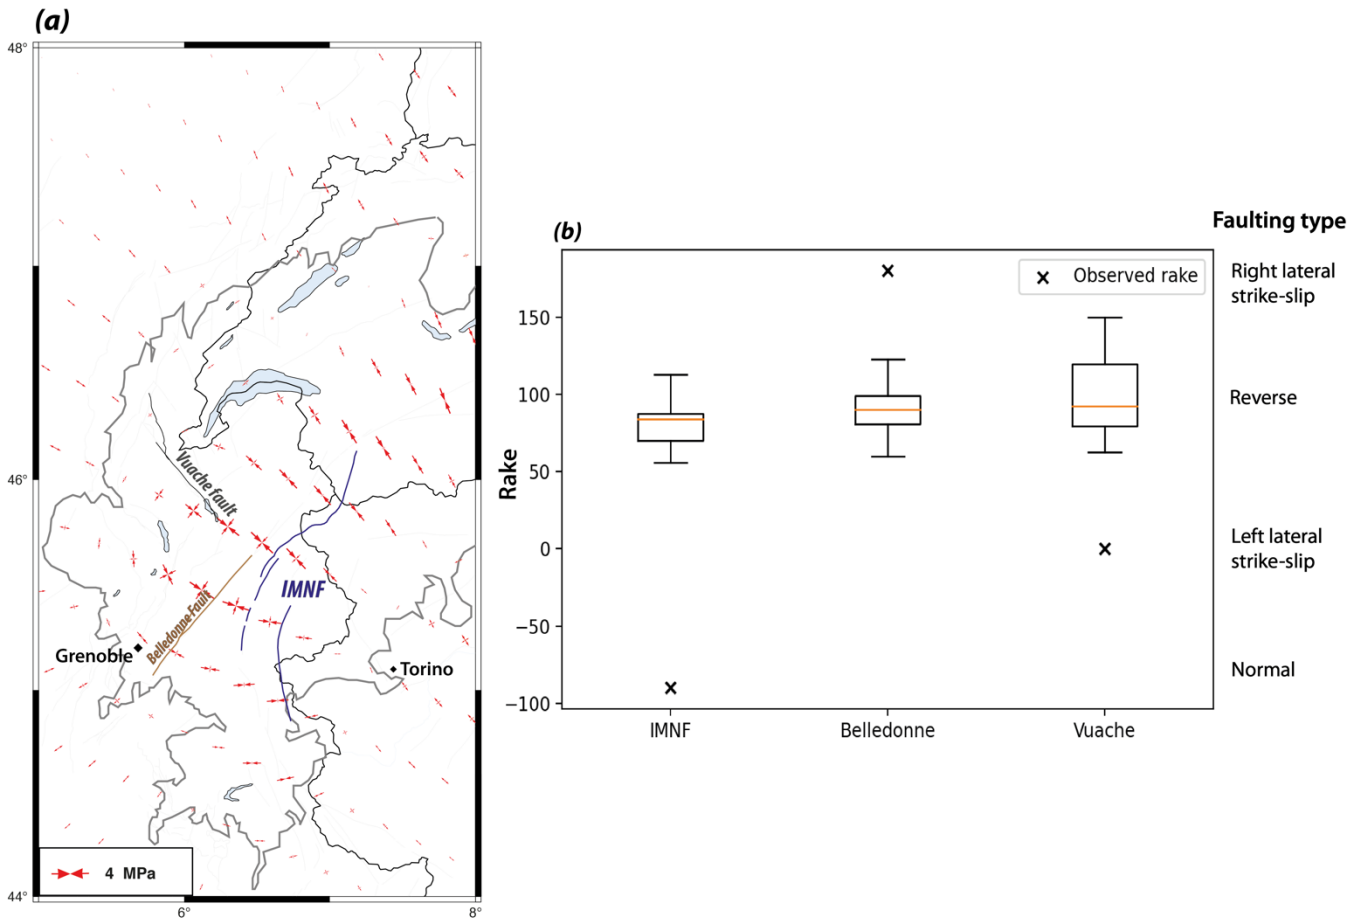 (a)
48°
46°
44°
6°
8°
Vuache fault
Belledonne Fault
IMNF
Grenoble
Torino
4 MPa
(b)
Faulting type
Observed rake
Right lateral
strike-slip
Reverse
Left lateral
strike-slip
Normal
Rake
150
100
50
0
−50
−100
IMNF
Belledonne
Vuache